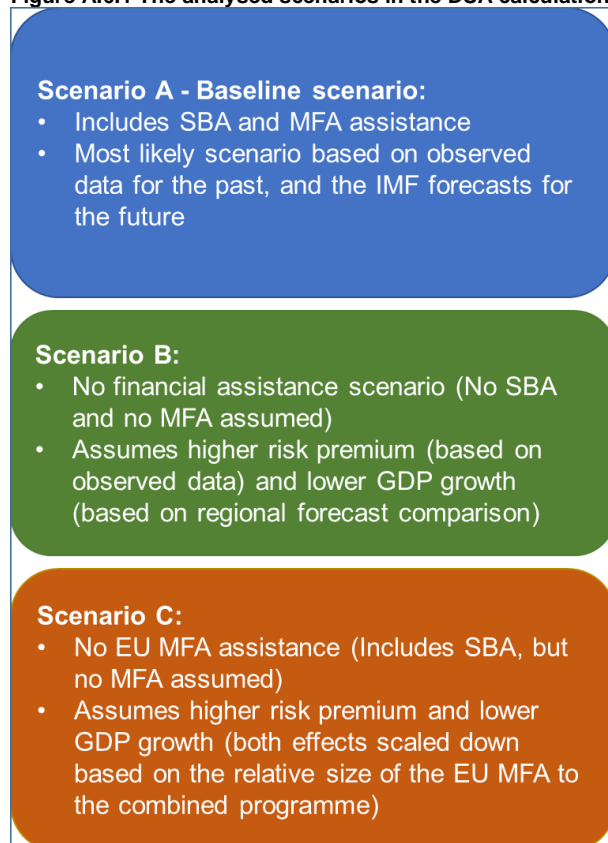 Scenario A - Baseline scenario:
• Includes SBA and MFA assistance
• Most likely scenario based on observed
data for the past, and the IMF forecasts for
the future
Scenario B:
• No financial assistance scenario (No SBA
and no MFA assumed)
• Assumes higher risk premium (based on
observed data) and lower GDP growth
(based on regional forecast comparison)
Scenario C:
• No EU MFA assistance (Includes SBA, but
no MFA assumed)
• Assumes higher risk premium and lower
GDP growth (both effects scaled down
based on the relative size of the EU MFA to
the combined programme)